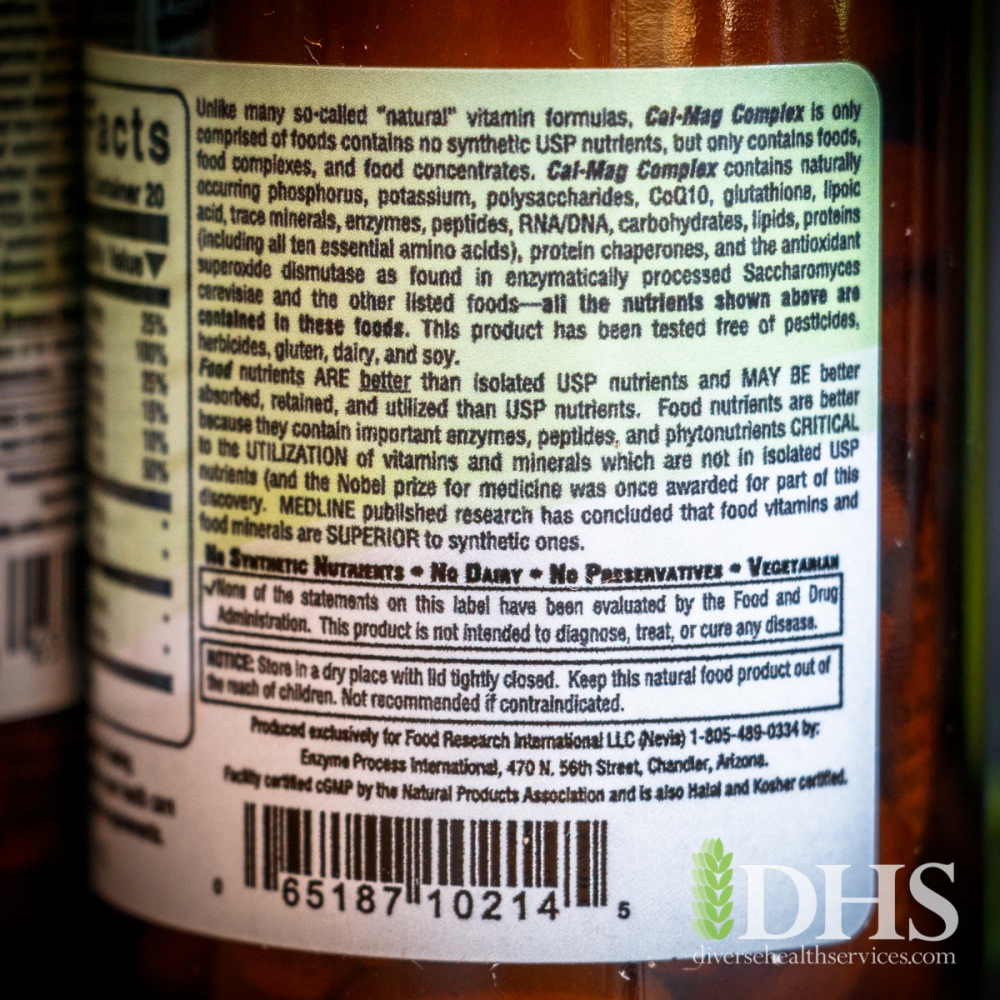 Facts
Container 20
Value▼
25%
100%
25%
15%
10%
50%
Unlike many so-called "natural" vitamin formulas, Cal-Mag Complex is only
comprised of foods contains no synthetic USP nutrients, but only contains foods,
food complexes, and food concentrates. Cal-Mag Complex contains naturally
occurring phosphorus, potassium, polysaccharides, CoQ10, glutathione, lipoic
acid, trace minerals, enzymes, peptides, RNA/DNA, carbohydrates, lipids, proteins
(including all ten essential amino acids), protein chaperones, and the antioxidant
superoxide dismutase as found in enzymatically processed Saccharomyces
cerevisiae and the other listed foods—all the nutrients shown above are
contained in these foods. This product has been tested free of pesticides,
herbicides, gluten, dairy, and soy.
Food nutrients ARE better than isolated USP nutrients and MAY BE better
absorbed, retained, and utilized than USP nutrients. Food nutrients are better
because they contain important enzymes, peptides, and phytonutrients CRITICAL
to the UTILIZATION of vitamins and minerals which are not in isolated USP
nutrients (and the Nobel prize for medicine was once awarded for part of this
discovery. MEDLINE published research has concluded that food vitamins and
food minerals are SUPERIOR to synthetic ones.
No Synthetic Nutrients • No Dairy • No Preservatives • Vegetarian
✓None of the statements on this label have been evaluated by the Food and Drug
Administration. This product is not intended to diagnose, treat, or cure any disease.
NOTICE: Store in a dry place with lid tightly closed. Keep this natural food product out of
the reach of children. Not recommended if contraindicated.
Produced exclusively for Food Research International LLC (Nevis) 1-805-489-0334 by:
Enzyme Process International, 470 N. 56th Street, Chandler, Arizona.
Facility certified cGMP by the Natural Products Association and is also Halal and Kosher certified.
0 65187 10214 5
DHS
diversehealthservices.com